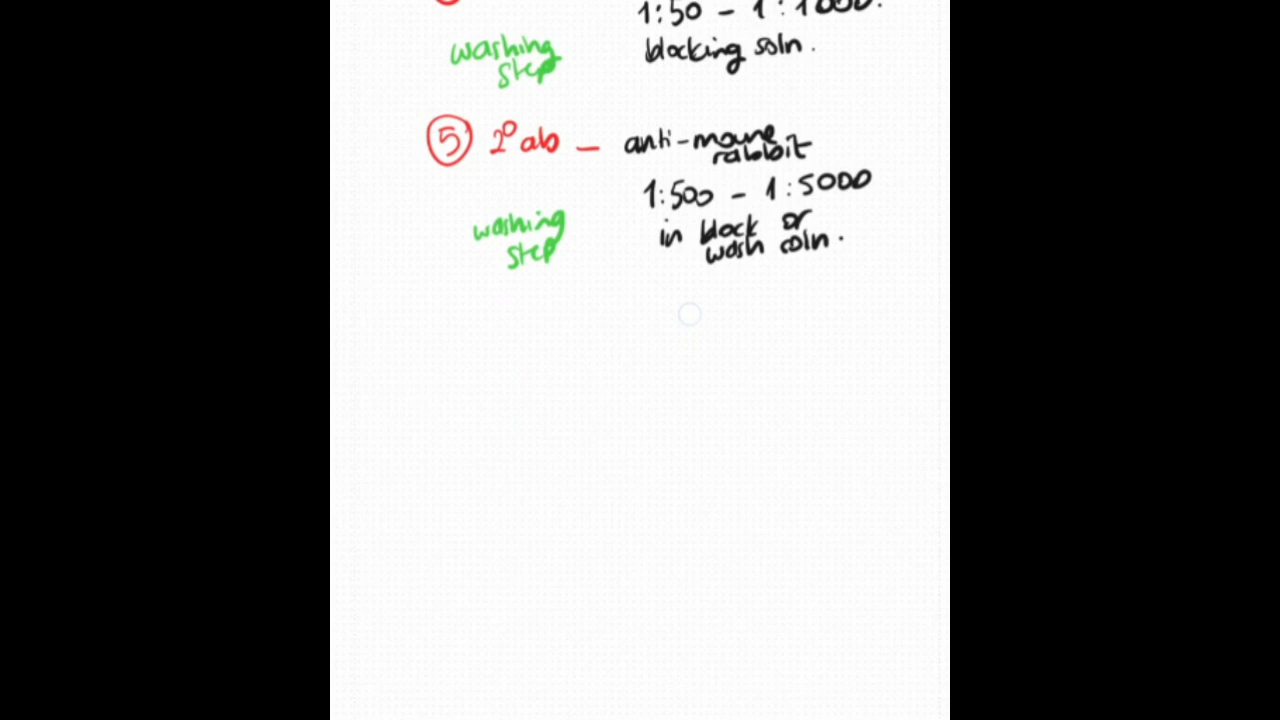 1:50 - 1:1000.
washing
step
blocking soln.
5 2° ab - anti-mouse
rabbit
1:500 - 1:5000
washing
step
in block or
wash soln.